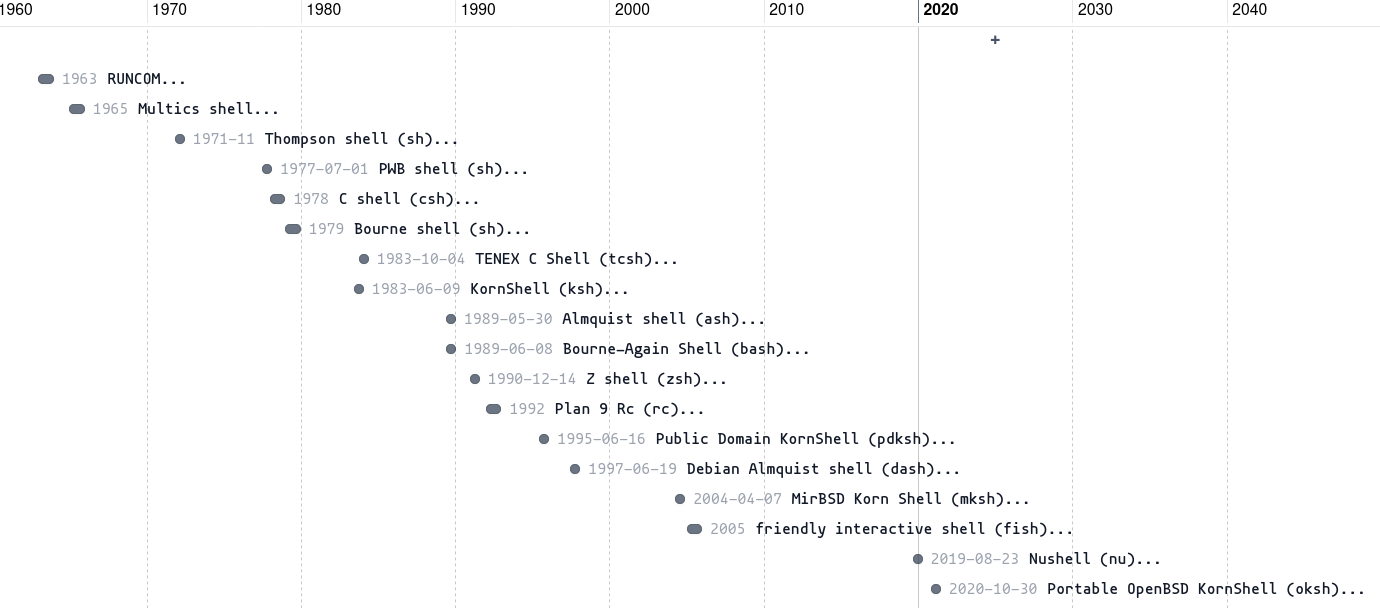 1960 1970 1980 1990 2000 2010 2020 2030 2040
+
1963 RUNCOM...
1965 Multics shell...
1971-11 Thompson shell (sh)...
1977-07-01 PWB shell (sh)...
1978 C shell (csh)...
1979 Bourne shell (sh)...
1983-10-04 TENEX C Shell (tcsh)...
1983-06-09 KornShell (ksh)...
1989-05-30 Almquist shell (ash)...
1989-06-08 Bourne-Again Shell (bash)...
1990-12-14 Z shell (zsh)...
1992 Plan 9 Rc (rc)...
1995-06-16 Public Domain KornShell (pdksh)...
1997-06-19 Debian Almquist shell (dash)...
2004-04-07 MirBSD Korn Shell (mksh)...
2005 friendly interactive shell (fish)...
2019-08-23 Nushell (nu)...
2020-10-30 Portable OpenBSD KornShell (oksh)...